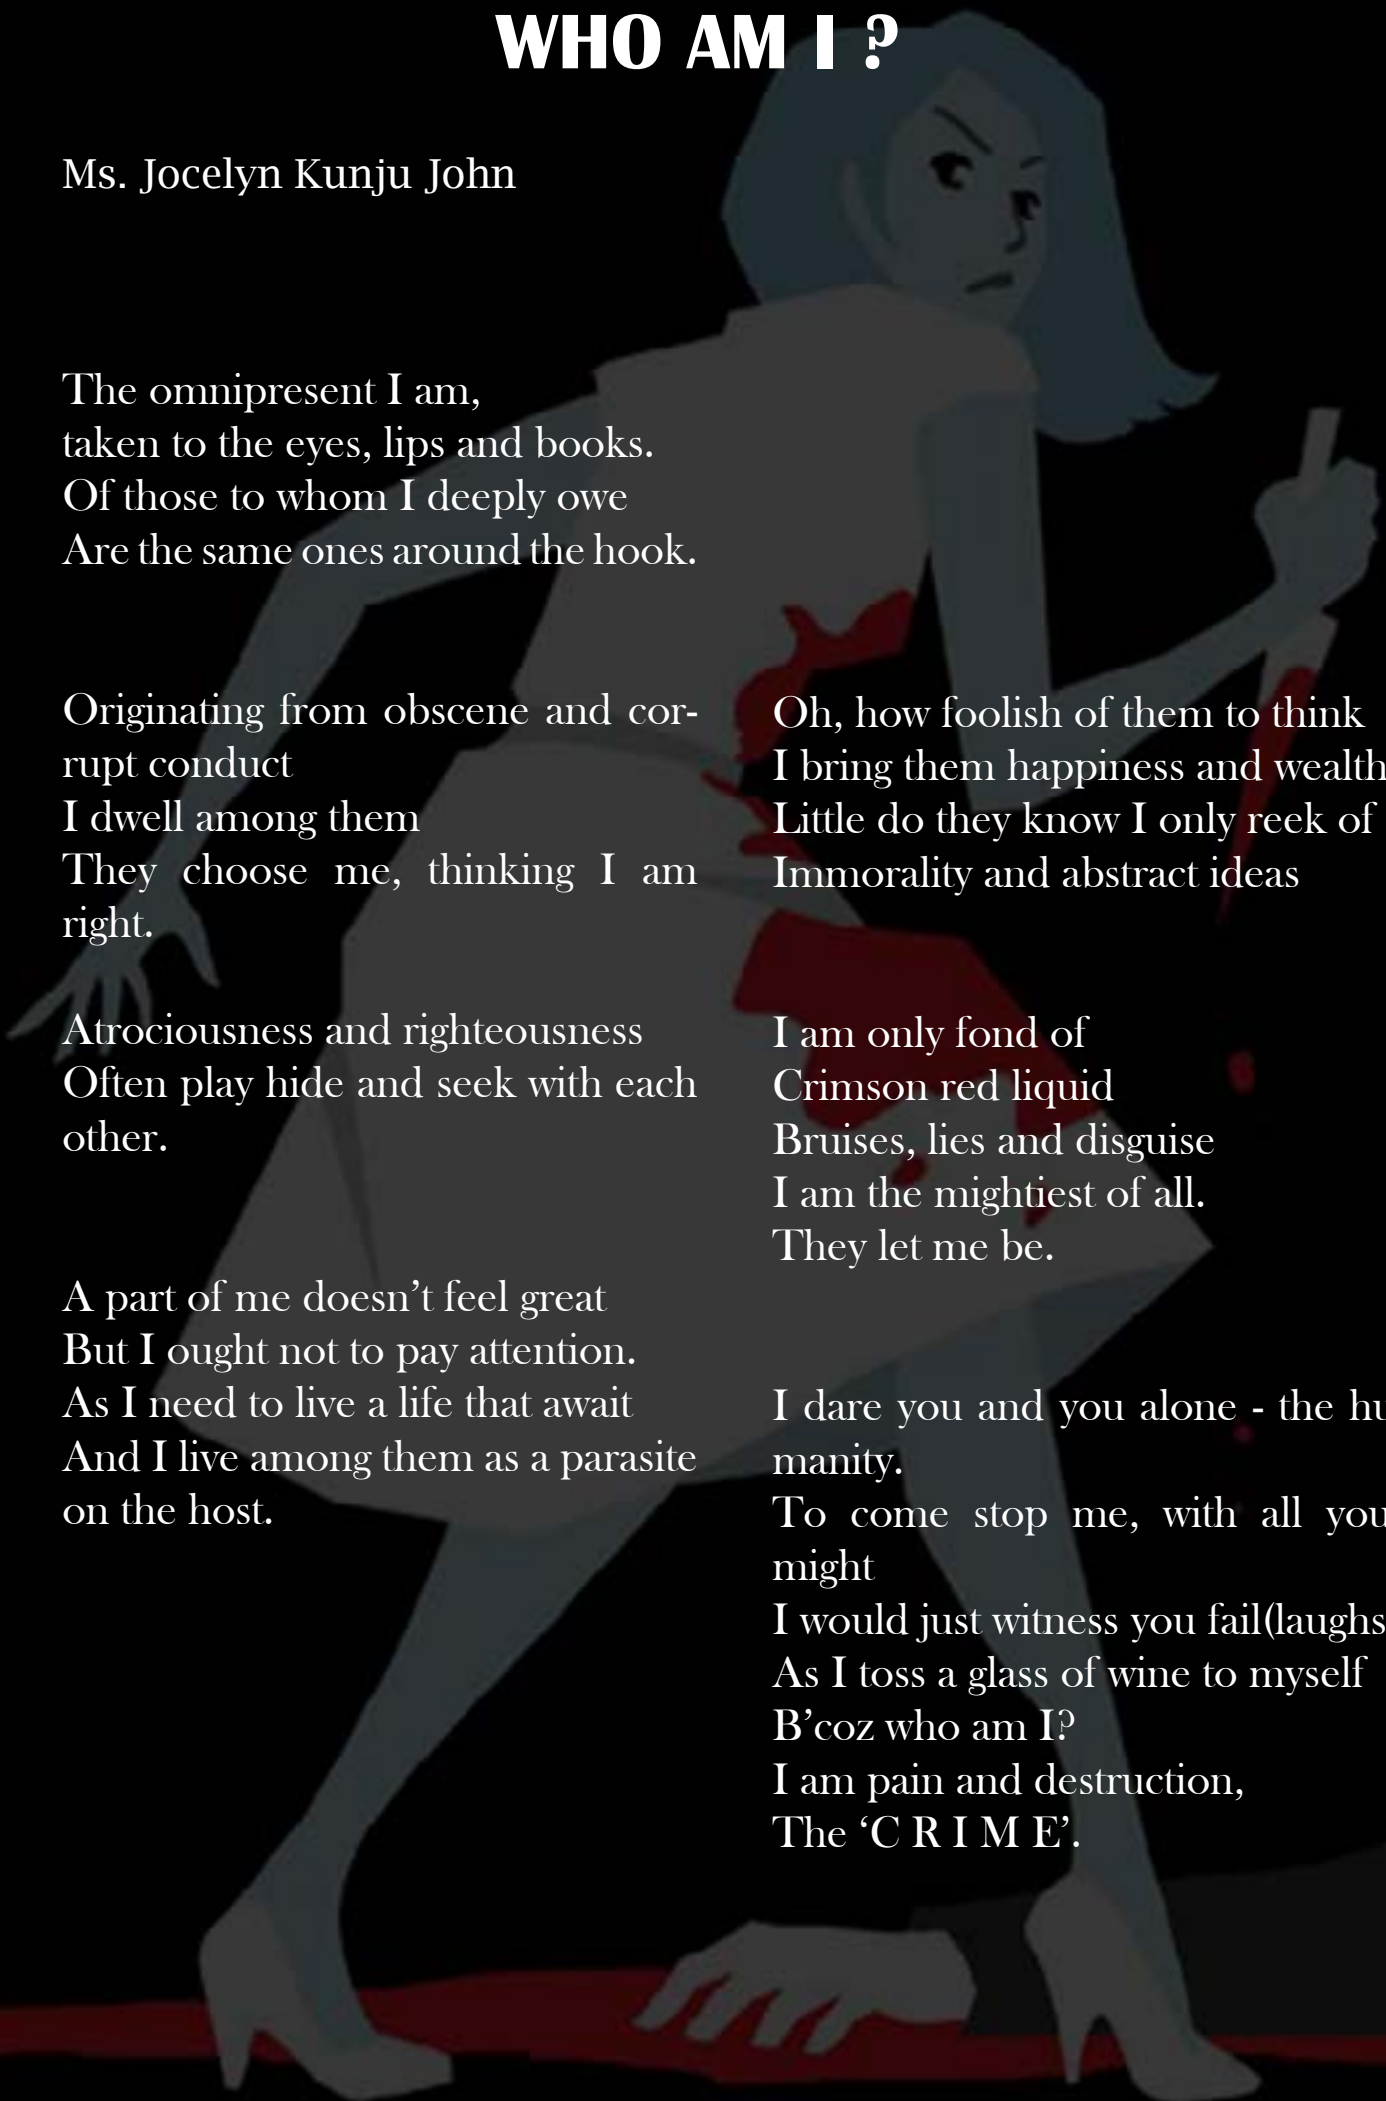 WHO AM I ?
Ms. Jocelyn Kunju John
The omnipresent I am,
taken to the eyes, lips and books.
Of those to whom I deeply owe
Are the same ones around the hook.
Originating from obscene and cor-
rupt conduct
I dwell among them
They choose me, thinking I am
right.
Atrociousness and righteousness
Often play hide and seek with each
other.
A part of me doesn’t feel great
But I ought not to pay attention.
As I need to live a life that await
And I live among them as a parasite
on the host.
Oh, how foolish of them to think
I bring them happiness and wealth
Little do they know I only reek of
Immorality and abstract ideas
I am only fond of
Crimson red liquid
Bruises, lies and disguise
I am the mightiest of all.
They let me be.
I dare you and you alone - the hu
manity.
To come stop me, with all you
might
I would just witness you fail(laughs
As I toss a glass of wine to myself
B’coz who am I?
I am pain and destruction,
The ‘C R I M E’.